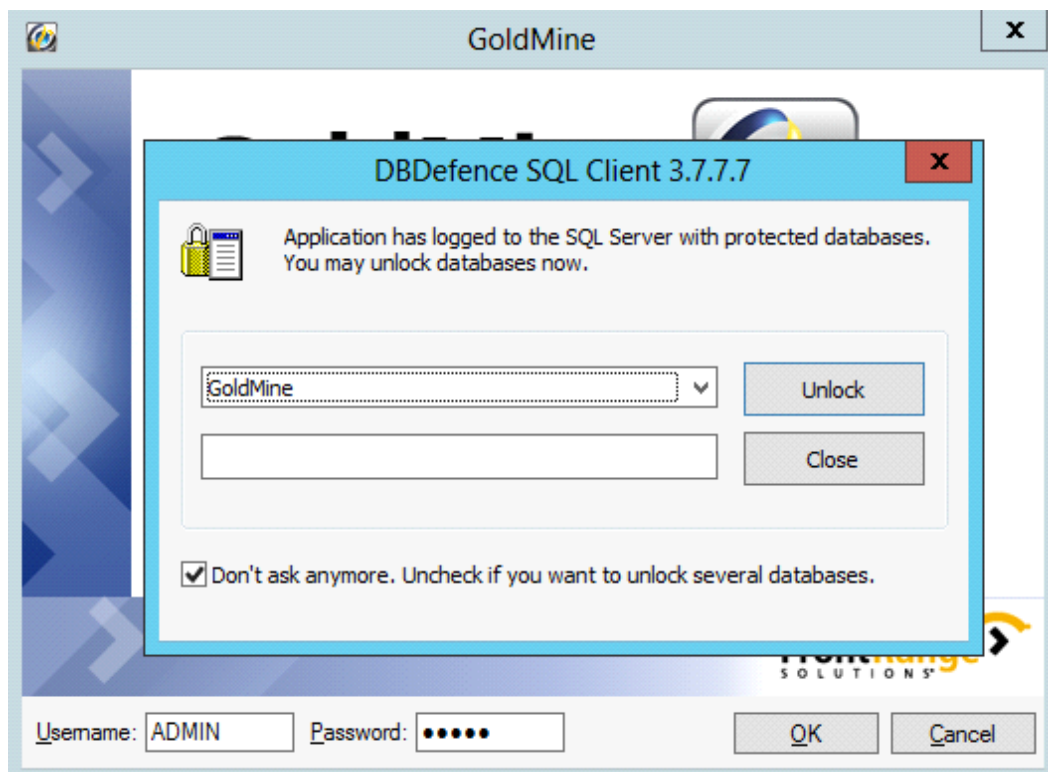 GoldMine
DBDefence SQL Client 3.7.7.7
Application has logged to the SQL Server with protected databases.
You may unlock databases now.
GoldMine
Unlock
Close
Don't ask anymore. Uncheck if you want to unlock several databases.
SOLUTIONS
Username: ADMIN Password: ●●●●● OK Cancel